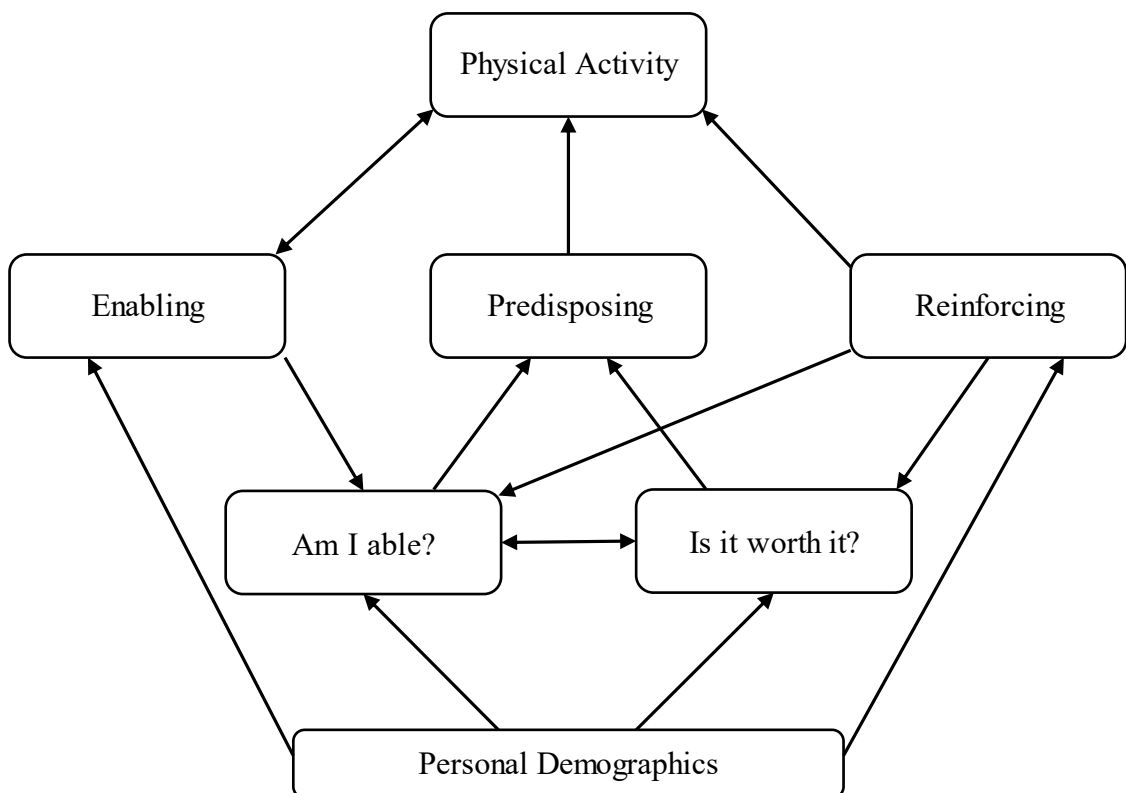 Physical Activity
Enabling
Predisposing
Reinforcing
Am I able?
Is it worth it?
Personal Demographics